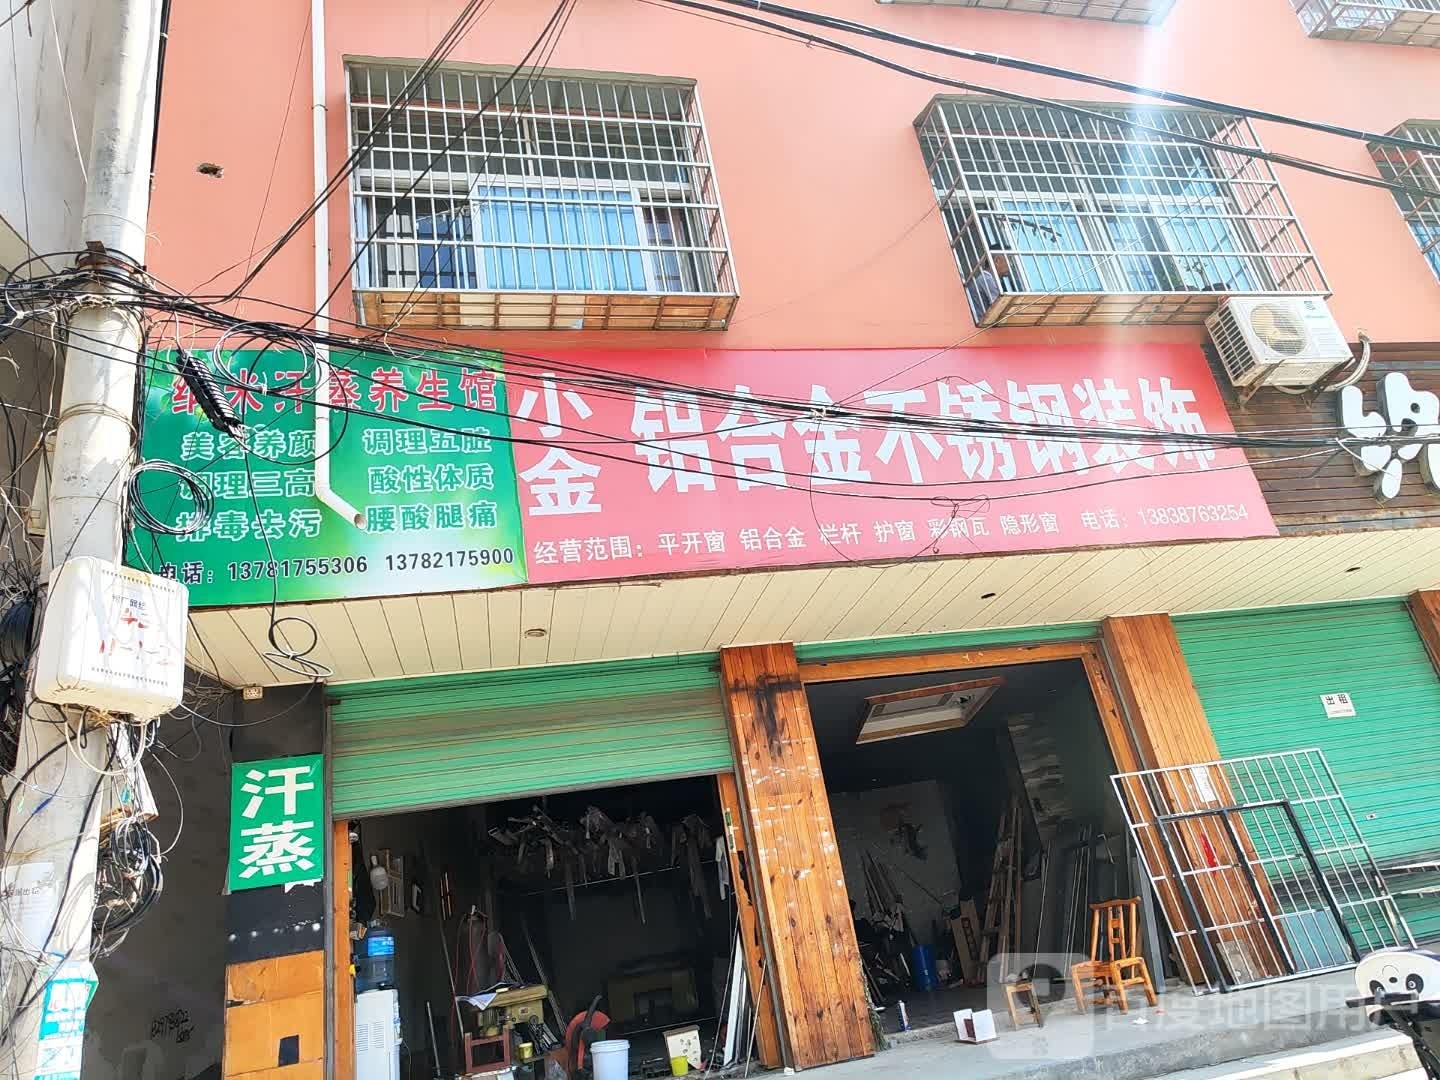 纳米汗蒸养生馆
美容养颜 调理五脏
调理三高 酸性体质
排毒去污 腰酸腿痛
电话：13781755306 13782175900
小金 铝合金不锈钢装饰
经营范围：平开窗 铝合金 栏杆 护窗 彩钢瓦 隐形窗 电话：13838763254
汗蒸
出租
百度地图用户